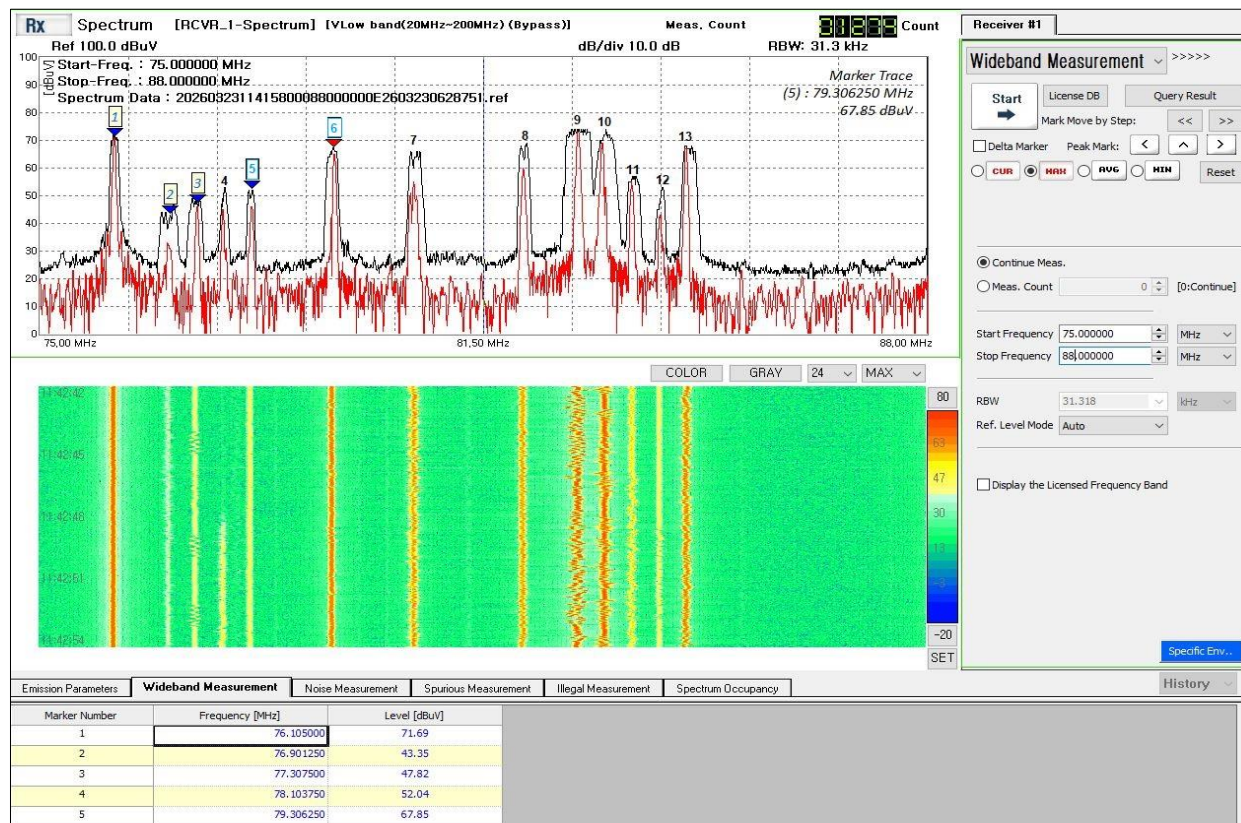 Rx Spectrum [RCVR_1-Spectrum] [VLow band(20MHz~200MHz) (Bypass)] Meas. Count 01274 Count
Ref 100.0 dBuV dB/div 10.0 dB RBW: 31.3 kHz
100 [dBuV] Start-Freq. : 75.000000 MHz
Stop-Freq. : 88.000000 MHz
Spectrum Data : 20260323114158000880000000E2603230628751.ref
Marker Trace
(5) : 79.306250 MHz
67.85 dBuV
90
80
70
60
50
40
30
20
10
0
1 2 3 4 5 6 7 8 9 10 11 12 13
75,00 MHz 81,50 MHz 88,00 MHz
COLOR GRAY 24 MAX
11:42:42
11:42:45
11:42:48
11:42:51
11:42:54
80
63
47
30
13
-3
-20
SET
Receiver #1
Wideband Measurement >>>>>
Start License DB Query Result
Mark Move by Step: << >>
Delta Marker Peak Mark: < ^ >
CUR MAX AVG MIN Reset
Continue Meas.
Meas. Count 0 [0:Continue]
Start Frequency 75.000000 MHz
Stop Frequency 88.000000 MHz
RBW 31.318 kHz
Ref. Level Mode Auto
Display the Licensed Frequency Band
Specific Env..
Emission Parameters Wideband Measurement Noise Measurement Spurious Measurement Illegal Measurement Spectrum Occupancy History
Marker Number Frequency [MHz] Level [dBuV]
1 76.105000 71.69
2 76.901250 43.35
3 77.307500 47.82
4 78.103750 52.04
5 79.306250 67.85